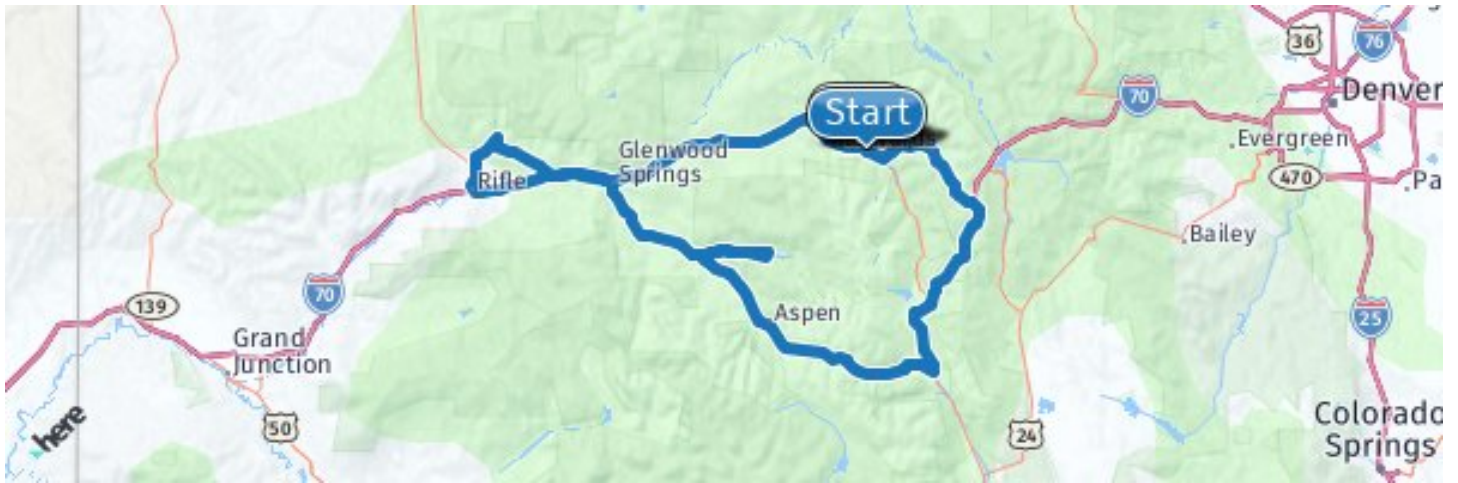 36
76
Denver
70
Start
Evergreen
Glenwood
Springs
470
Pa
Rifle
Bailey
70
139
25
Aspen
Grand
Junction
here
50
24
Colorado
Springs